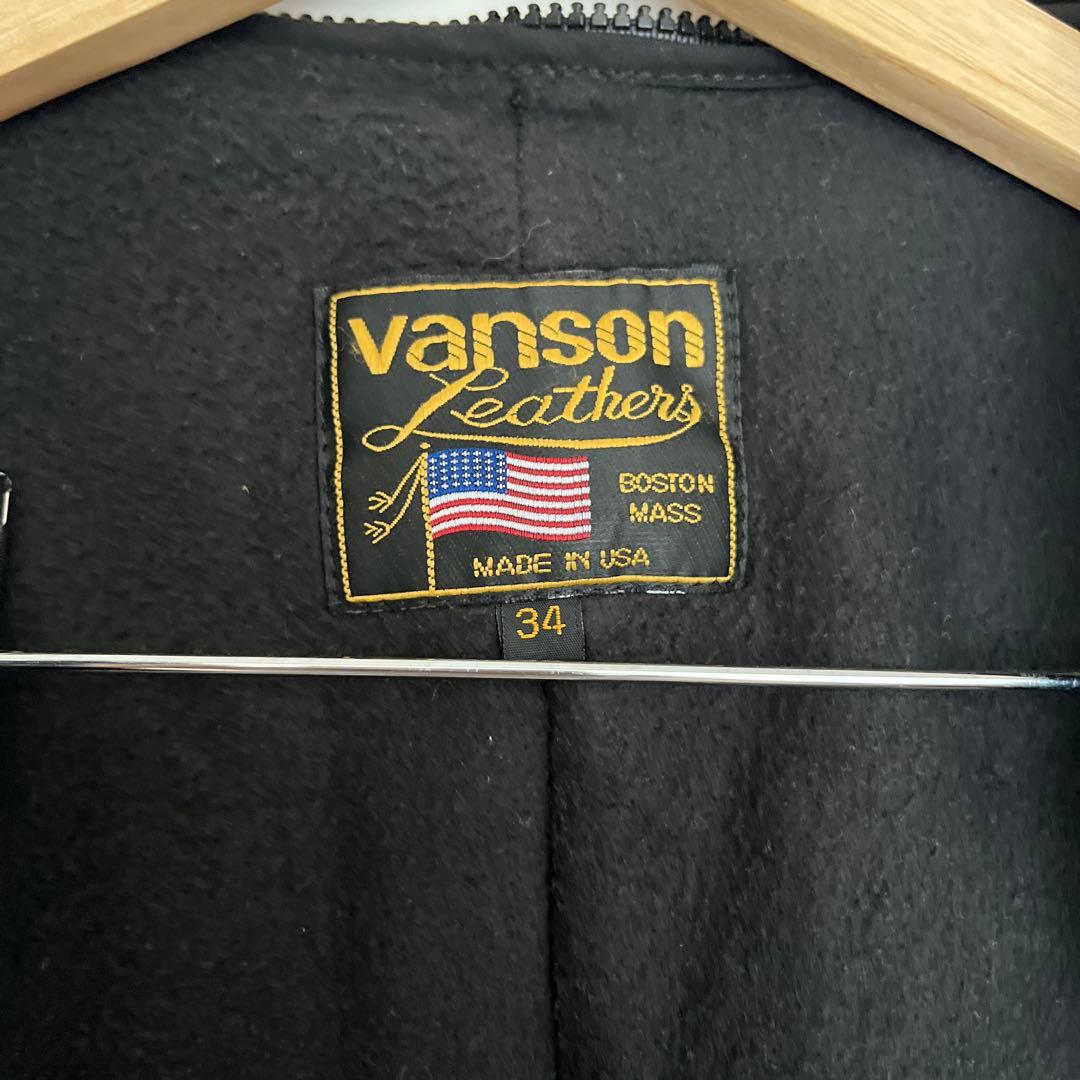 vanson
Leathers
BOSTON
MASS
MADE IN USA
34